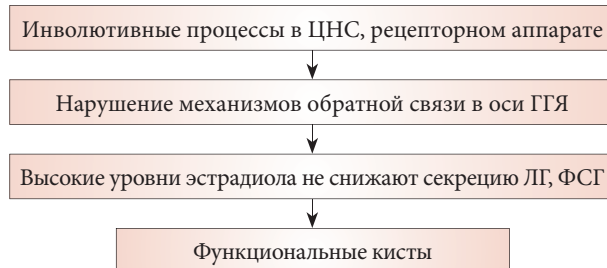 Инволютивные процессы в ЦНС, рецепторном аппарате
Нарушение механизмов обратной связи в оси ГГЯ
Высокие уровни эстрадиола не снижают секрецию ЛГ, ФСГ
Функциональные кисты